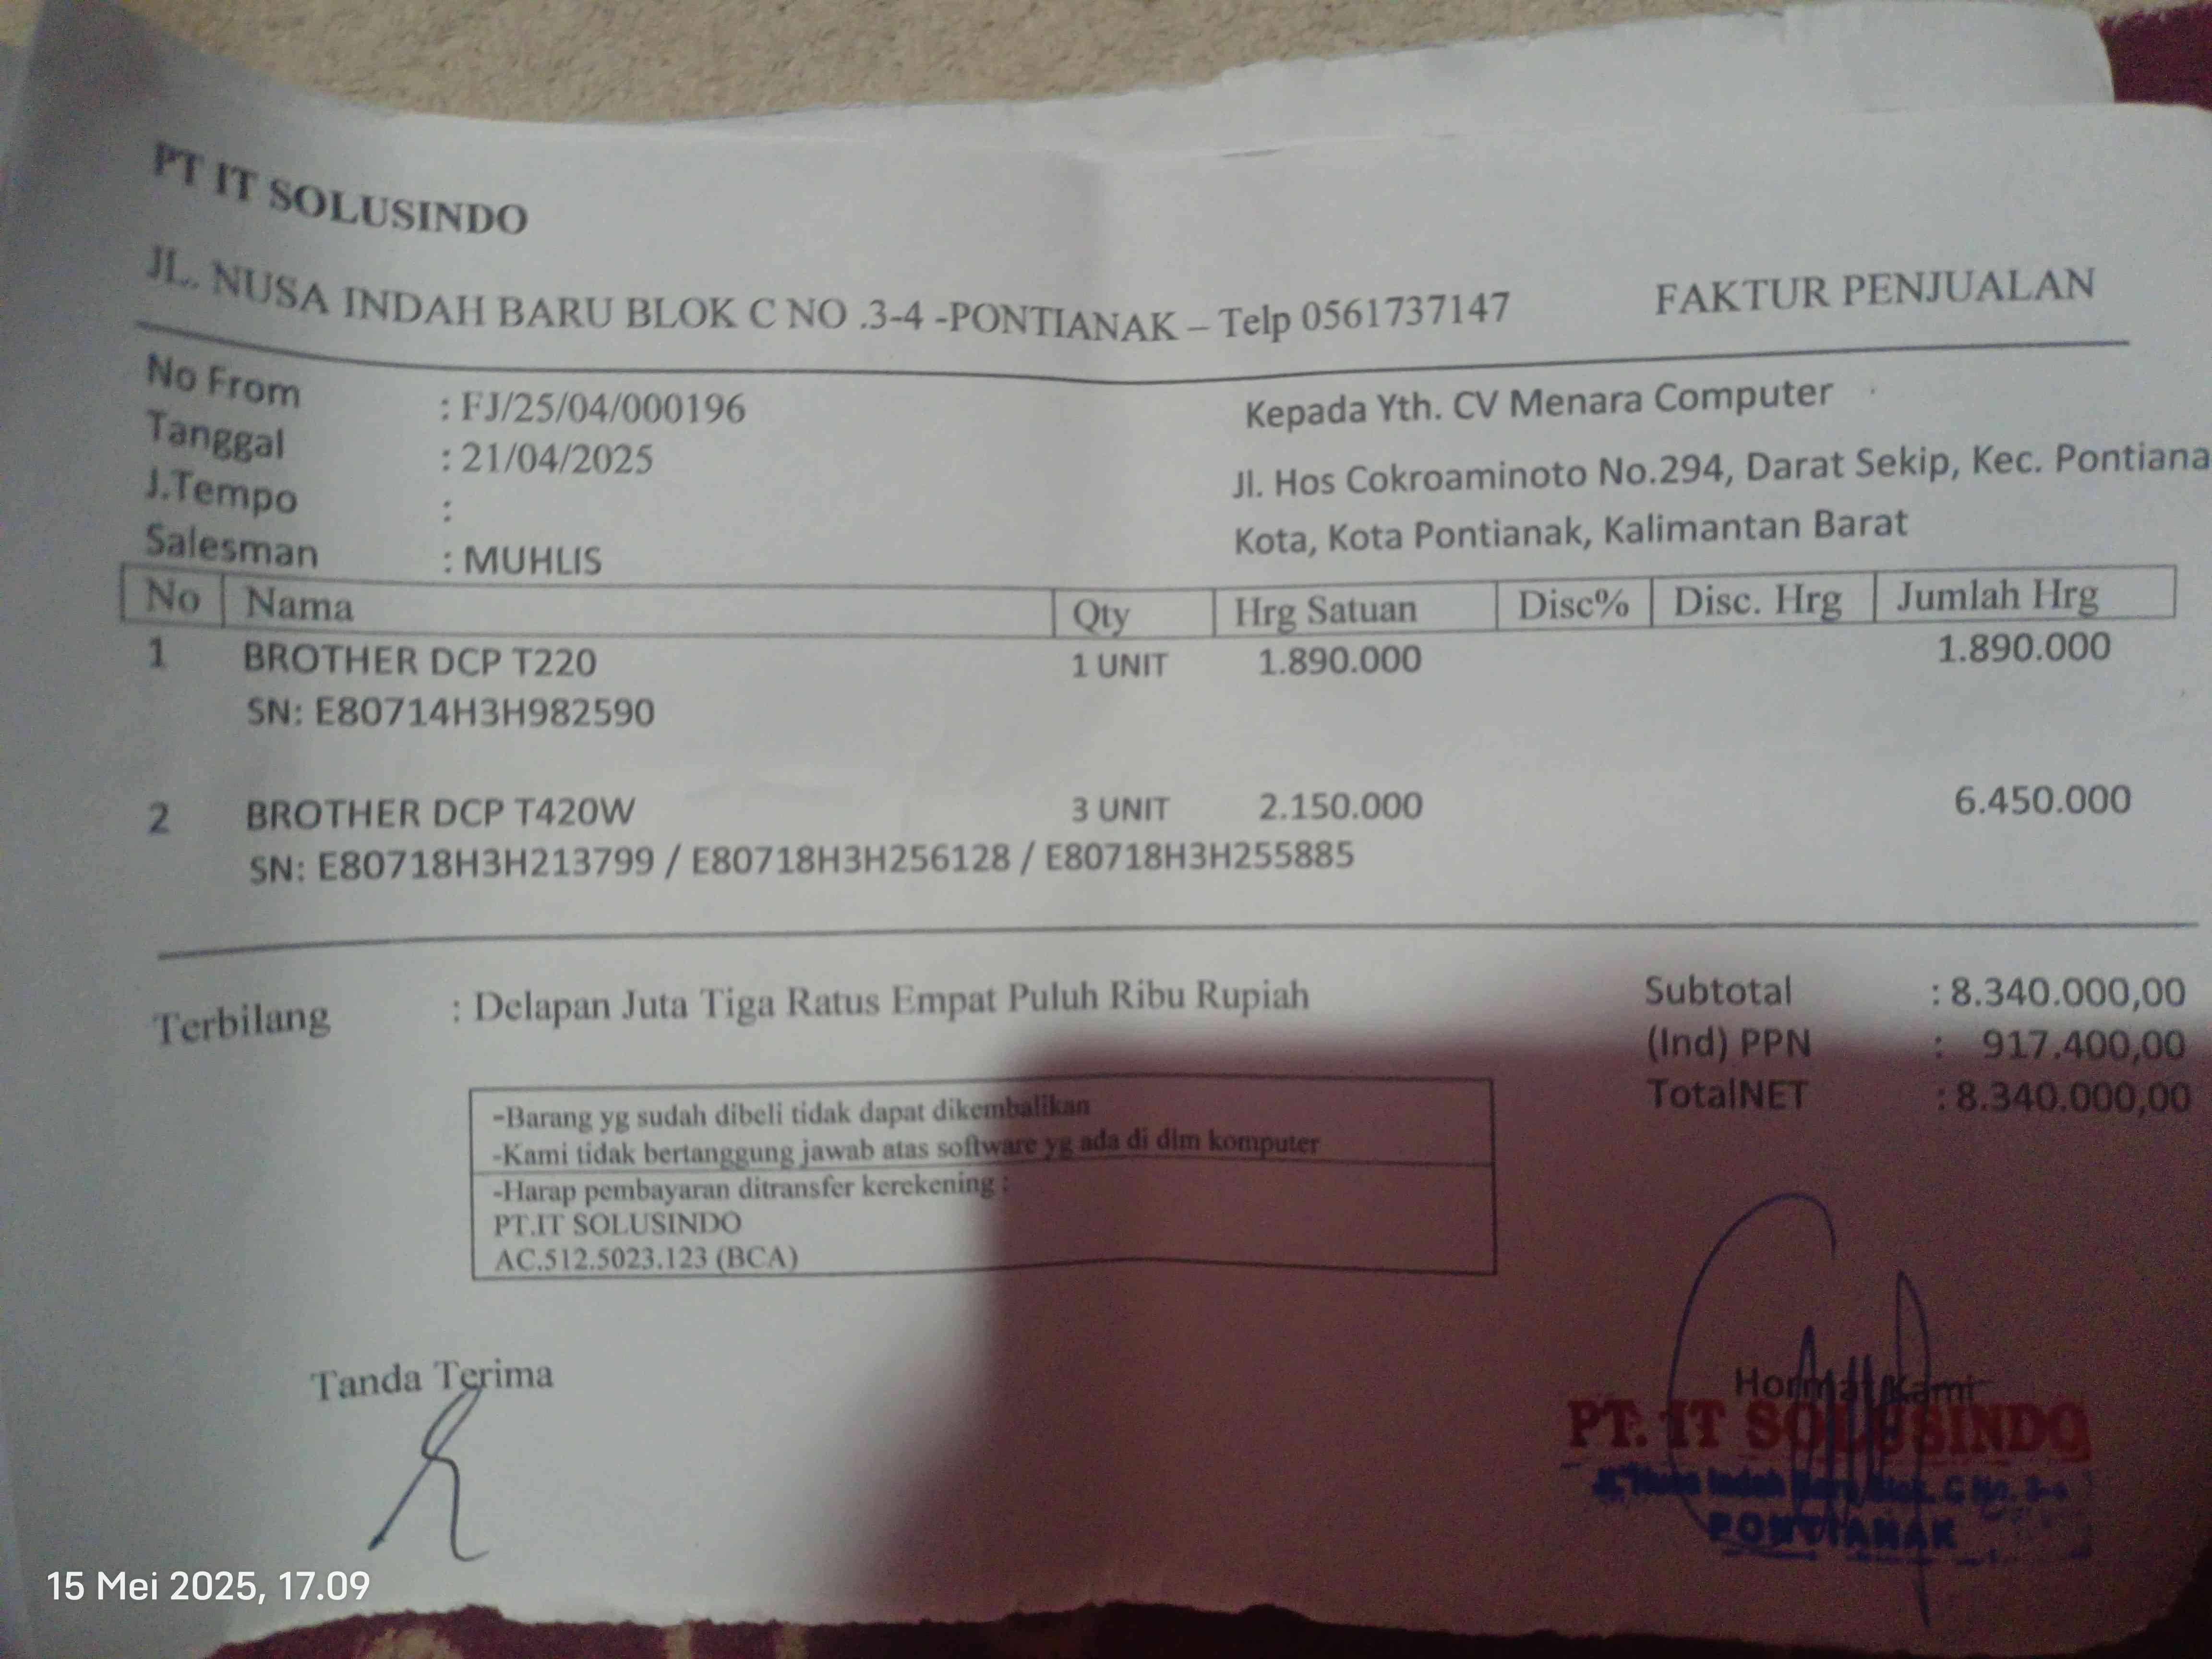 PT IT SOLUSINDO
JL. NUSA INDAH BARU BLOK C NO .3-4 -PONTIANAK – Telp 0561737147 FAKTUR PENJUALAN
No From : FJ/25/04/000196 Kepada Yth. CV Menara Computer
Tanggal : 21/04/2025 Jl. Hos Cokroaminoto No.294, Darat Sekip, Kec. Pontiana
J.Tempo : Kota, Kota Pontianak, Kalimantan Barat
Salesman : MUHLIS
No Nama Qty Hrg Satuan Disc% Disc. Hrg Jumlah Hrg
1 BROTHER DCP T220 1 UNIT 1.890.000 1.890.000
SN: E80714H3H982590
2 BROTHER DCP T420W 3 UNIT 2.150.000 6.450.000
SN: E80718H3H213799 / E80718H3H256128 / E80718H3H255885
Terbilang : Delapan Juta Tiga Ratus Empat Puluh Ribu Rupiah Subtotal : 8.340.000,00
(Ind) PPN : 917.400,00
TotalNET : 8.340.000,00
-Barang yg sudah dibeli tidak dapat dikembalikan
-Kami tidak bertanggung jawab atas software yg ada di dlm komputer
-Harap pembayaran ditransfer kerekening :
PT.IT SOLUSINDO
AC.512.5023.123 (BCA)
Tanda Terima Hormat Kami
PT. IT SOLUSINDO
Jl. Nusa Indah Baru Blok. C No. 3-4
PONTIANAK
15 Mei 2025, 17.09